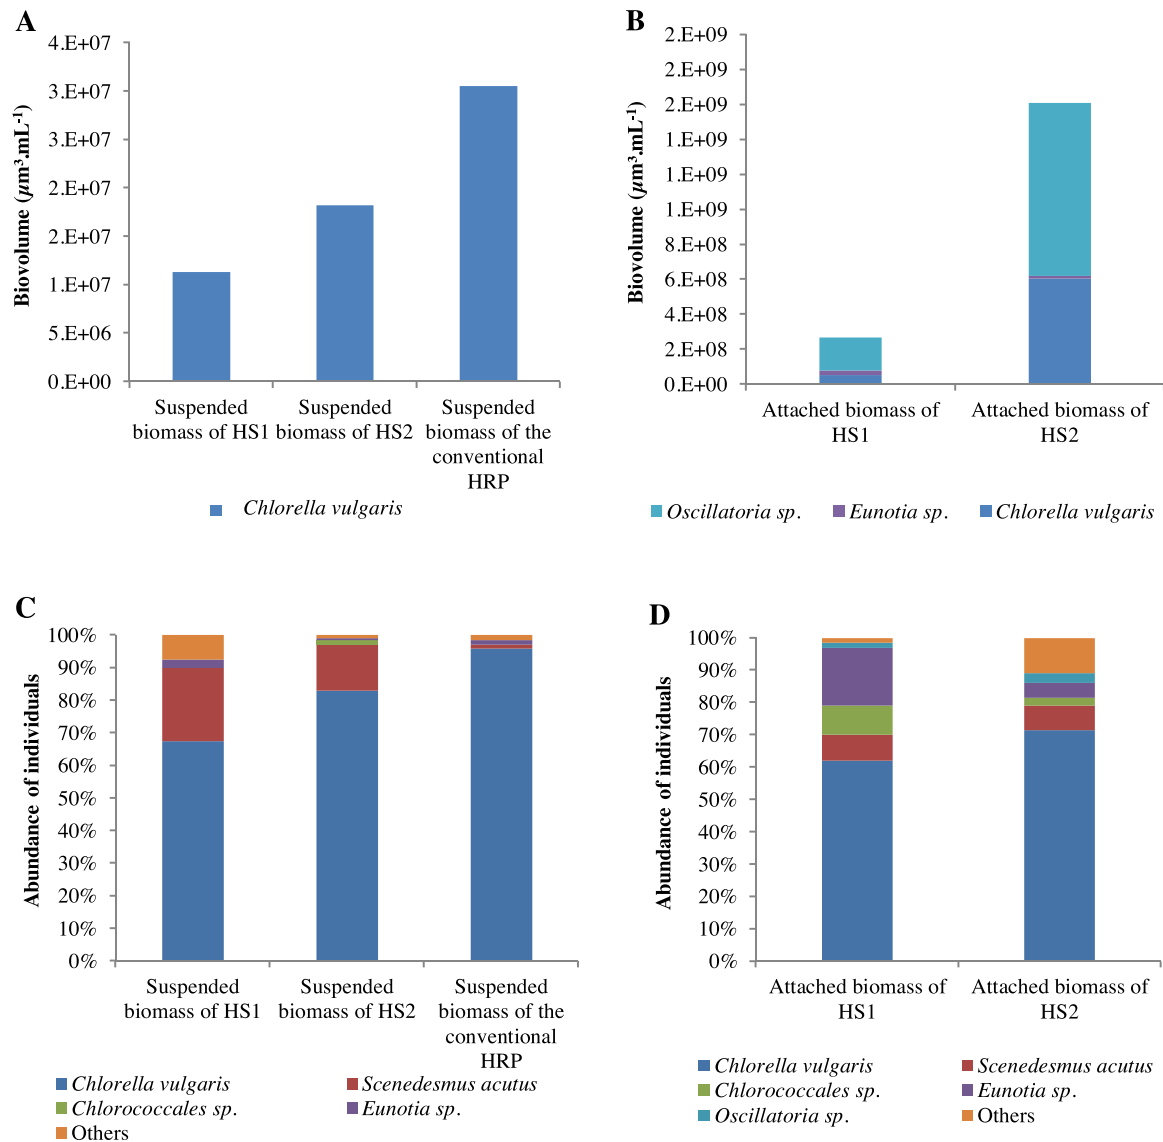 A
Biovolume (µm³.mL⁻¹)
4.E+07
3.E+07
3.E+07
2.E+07
2.E+07
1.E+07
5.E+06
0.E+00
Suspended
biomass of HS1
Suspended
biomass of HS2
Suspended
biomass of the
conventional
HRP
Chlorella vulgaris
B
Biovolume (µm³.mL⁻¹)
2.E+09
2.E+09
2.E+09
1.E+09
1.E+09
1.E+09
8.E+08
6.E+08
4.E+08
2.E+08
0.E+00
Attached biomass of
HS1
Attached biomass of
HS2
Oscillatoria sp.
Eunotia sp.
Chlorella vulgaris
C
Abundance of individuals
100%
90%
80%
70%
60%
50%
40%
30%
20%
10%
0%
Suspended
biomass of HS1
Suspended
biomass of HS2
Suspended
biomass of the
conventional
HRP
Chlorella vulgaris
Scenedesmus acutus
Chlorococcales sp.
Eunotia sp.
Others
D
Abundance of individuals
100%
90%
80%
70%
60%
50%
40%
30%
20%
10%
0%
Attached biomass of
HS1
Attached biomass of
HS2
Chlorella vulgaris
Scenedesmus acutus
Chlorococcales sp.
Eunotia sp.
Oscillatoria sp.
Others